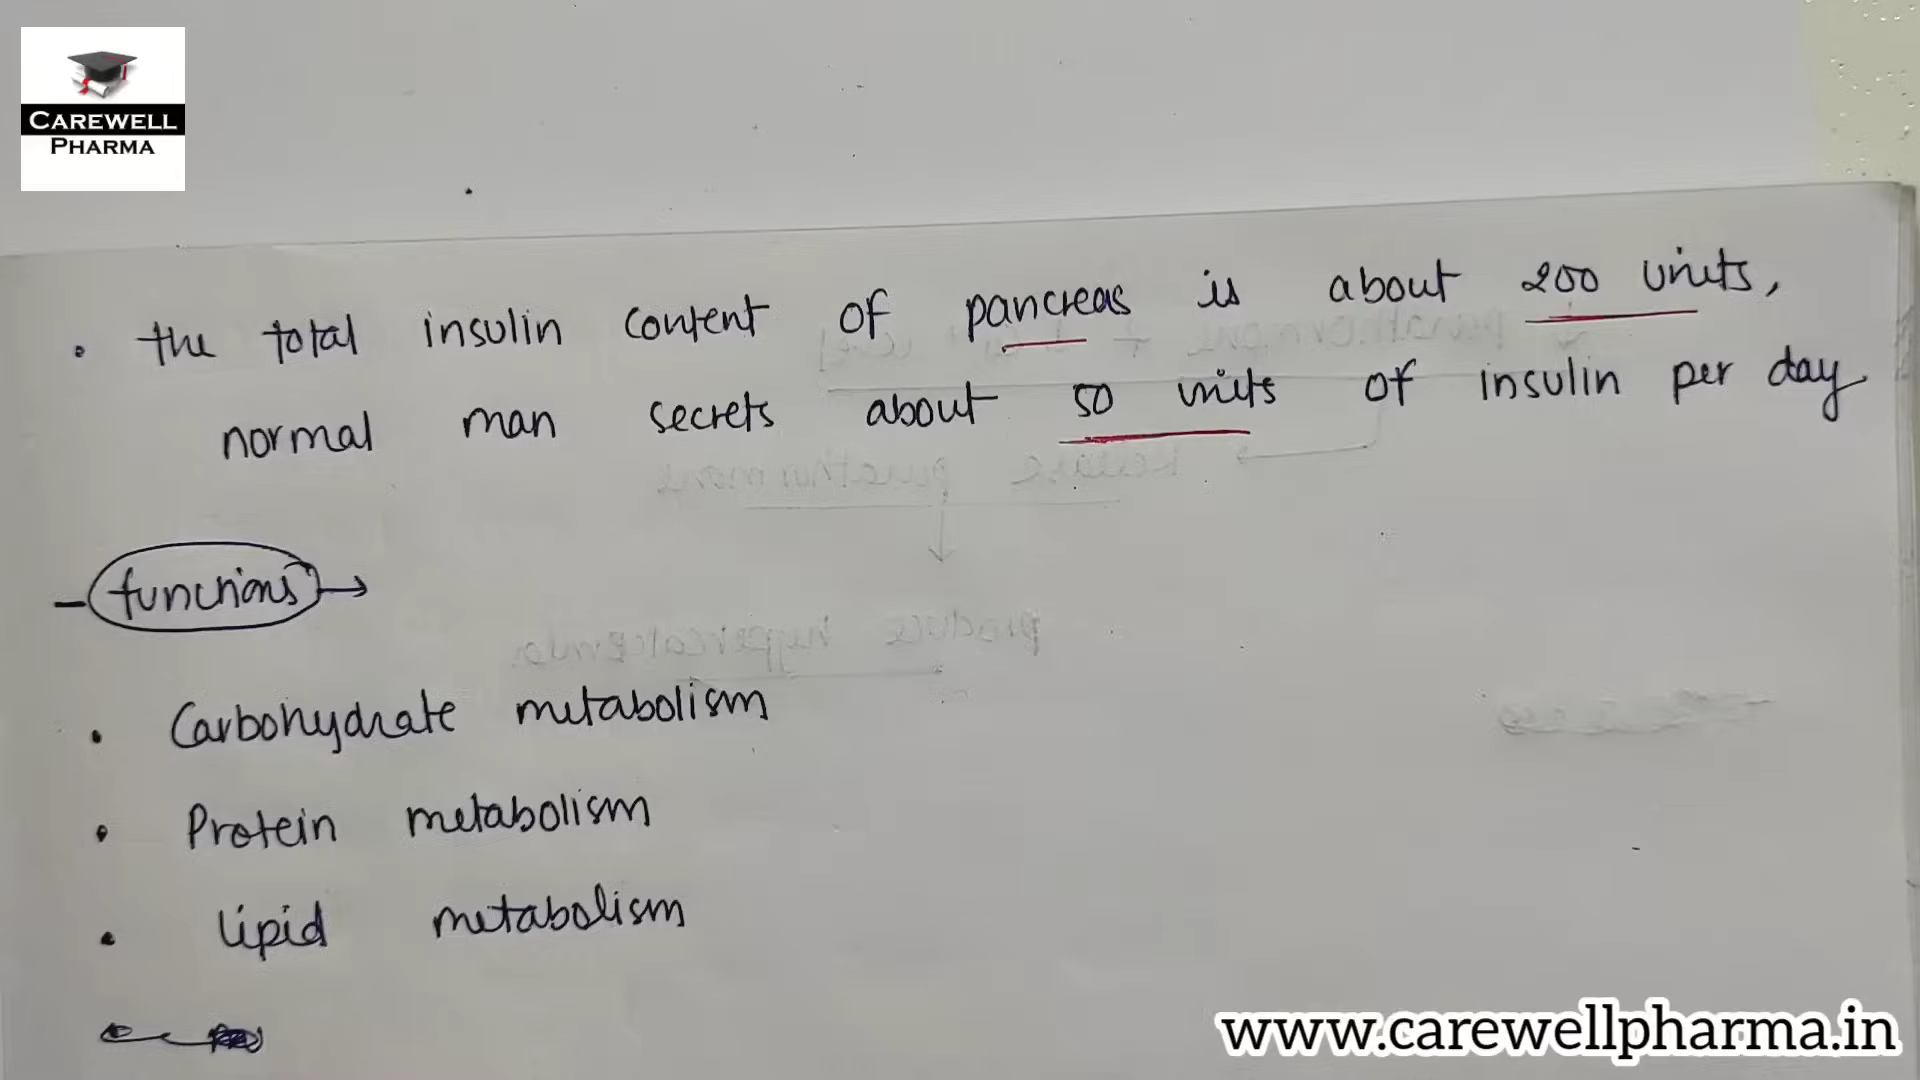 CAREWELL
PHARMA
• the total insulin content of pancreas is about 200 units,
normal man secrets about 50 units of insulin per day
- functions →
• Carbohydrate metabolism
• Protein metabolism
• Lipid metabolism
www.carewellpharma.in